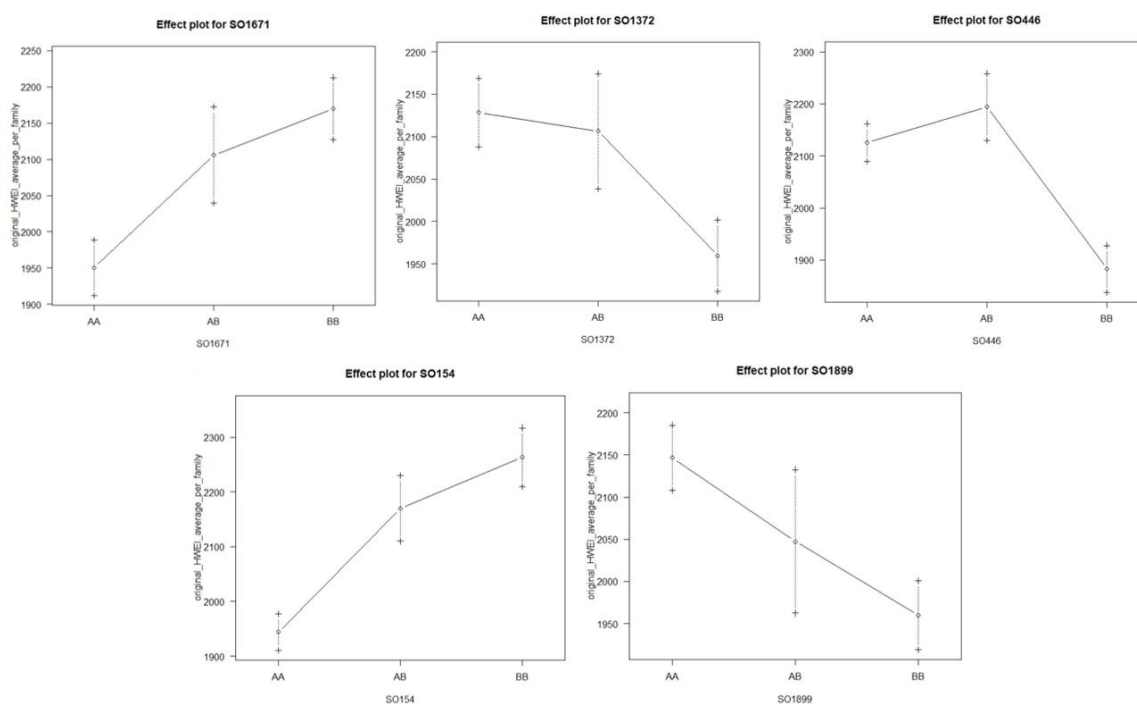 Effect plot for SO1671
original_HWEI_average_per_family
2250
2200
2150
2100
2050
2000
1950
1900
AA AB BB
SO1671
Effect plot for SO1372
original_HWEI_average_per_family
2200
2150
2100
2050
2000
1950
AA AB BB
SO1372
Effect plot for SO446
original_HWEI_average_per_family
2300
2200
2100
2000
1900
AA AB BB
SO446
Effect plot for SO154
original_HWEI_average_per_family
2300
2200
2100
2000
1900
AA AB BB
SO154
Effect plot for SO1899
original_HWEI_average_per_family
2200
2150
2100
2050
2000
1950
AA AB BB
SO1899